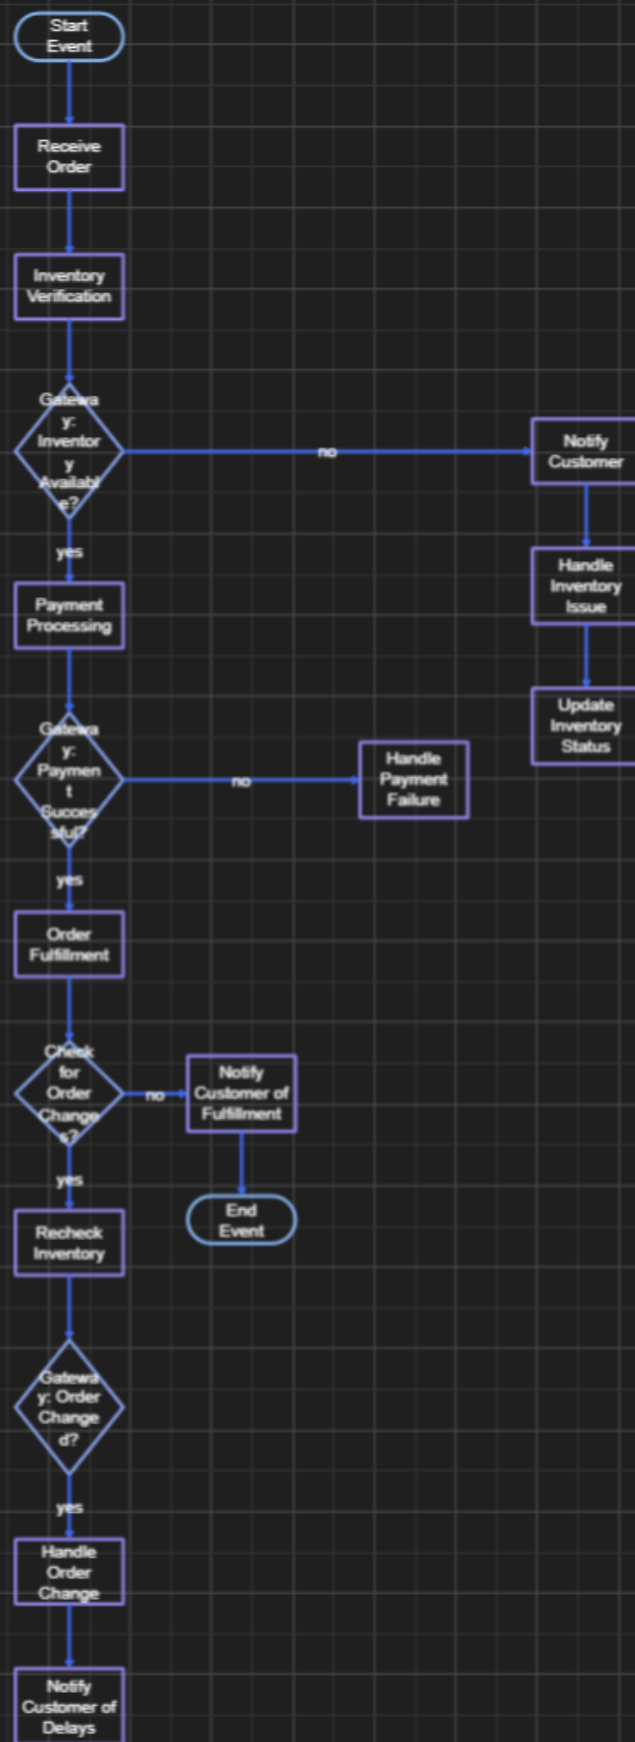 Start
Event
Receive
Order
Inventory
Verification
Gatewa
y:
Inventor
y
Availabl
e?
no
Notify
Customer
yes
Handle
Inventory
Issue
Payment
Processing
Update
Inventory
Status
Gatewa
y:
Paymen
t
Succes
sful?
no
Handle
Payment
Failure
yes
Order
Fulfillment
Check
for
Order
Change
s?
no
Notify
Customer of
Fulfillment
yes
End
Event
Recheck
Inventory
Gatewa
y: Order
Change
d?
yes
Handle
Order
Change
Notify
Customer of
Delays